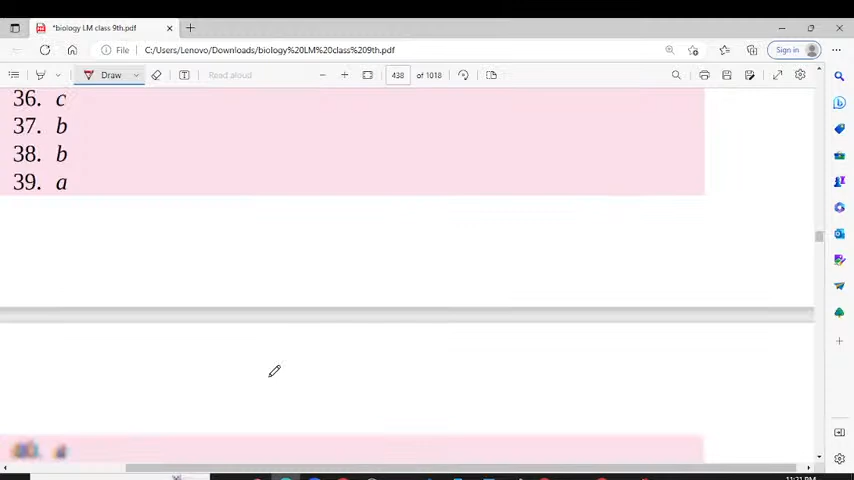 *biology LM class 9th.pdf
File C:/Users/Lenovo/Downloads/biology%20LM%20class%209th.pdf
Sign in
Draw Read aloud 438 of 1018
36. c
37. b
38. b
39. a